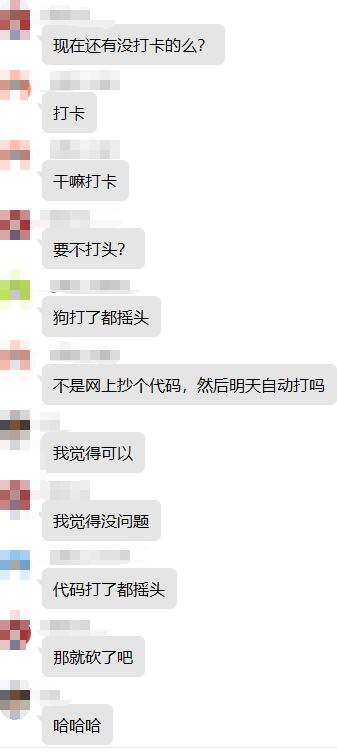 现在还有没打卡的么？
打卡
干嘛打卡
要不打头？
狗打了都摇头
不是网上抄个代码，然后明天自动打吗
我觉得可以
我觉得没问题
代码打了都摇头
那就砍了吧
哈哈哈